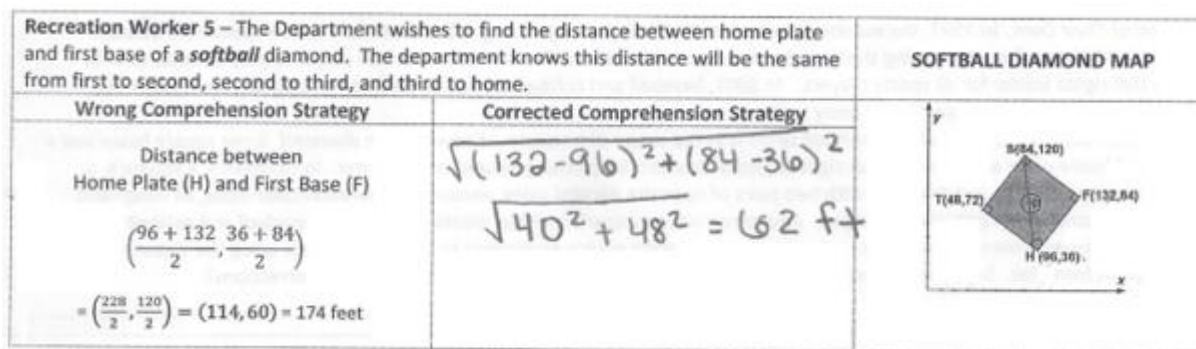 Recreation Worker 5 – The Department wishes to find the distance between home plate
and first base of a softball diamond. The department knows this distance will be the same
from first to second, second to third, and third to home.
SOFTBALL DIAMOND MAP
Wrong Comprehension Strategy
Corrected Comprehension Strategy
Distance between
Home Plate (H) and First Base (F)
(96 + 132 / 2, 36 + 84 / 2)
= (228/2, 120/2) = (114, 60) = 174 feet
√(132-96)² + (84-36)²
√40² + 48² = 62 ft
y
S(84,120)
T(48,72)
F(132,84)
H (96,36).
x